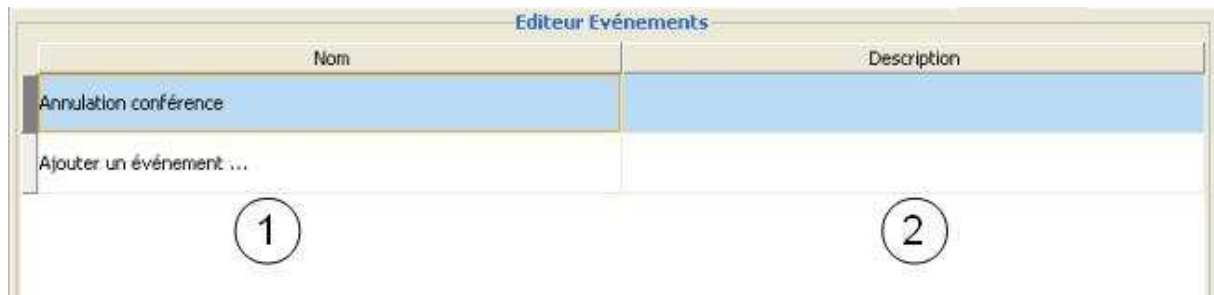 Editeur Evénements
Nom Description
Annulation conférence
Ajouter un événement ...
1 2